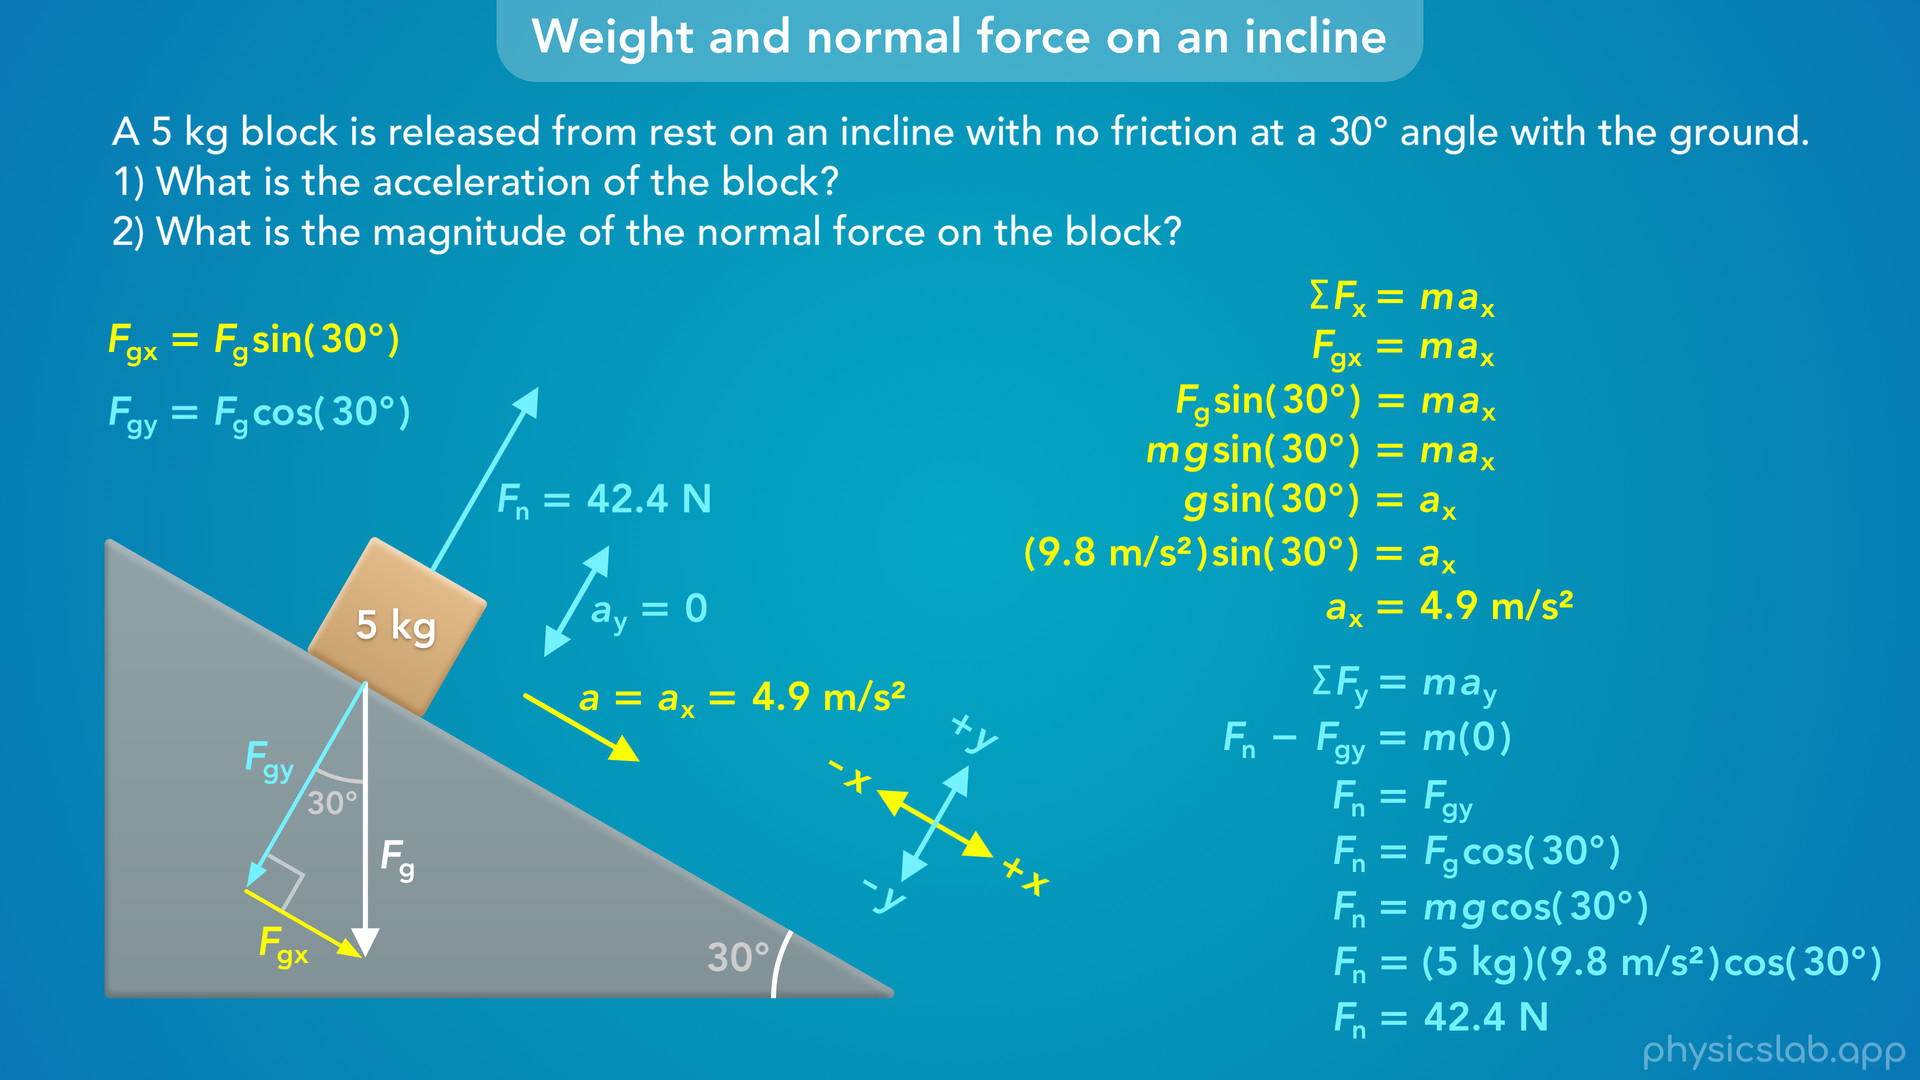 Weight and normal force on an incline
A 5 kg block is released from rest on an incline with no friction at a 30° angle with the ground.
1) What is the acceleration of the block?
2) What is the magnitude of the normal force on the block?
Fgx = Fgsin(30°)
Fgy = Fgcos(30°)
Fn = 42.4 N
5 kg
ay = 0
a = ax = 4.9 m/s²
Fgy
30°
Fg
Fgx
30°
+y
-x
+x
-y
ΣFx = max
Fgx = max
Fgsin(30°) = max
mgsin(30°) = max
gsin(30°) = ax
(9.8 m/s²)sin(30°) = ax
ax = 4.9 m/s²
ΣFy = may
Fn − Fgy = m(0)
Fn = Fgy
Fn = Fgcos(30°)
Fn = mgcos(30°)
Fn = (5 kg)(9.8 m/s²)cos(30°)
Fn = 42.4 N
physicslab.app